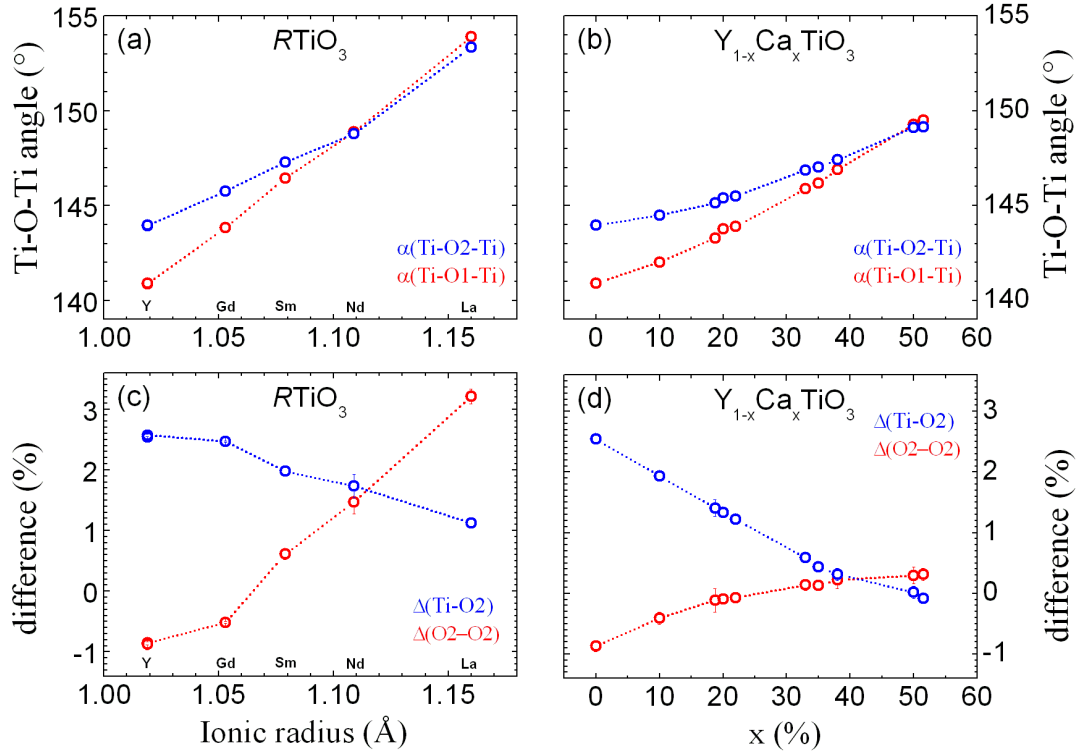 (a) RTiO3
155
150
145
140
Ti-O-Ti angle (°)
α(Ti-O2-Ti)
α(Ti-O1-Ti)
Y Gd Sm Nd La
1.00 1.05 1.10 1.15
(b) Y1-xCaxTiO3
155
150
145
140
Ti-O-Ti angle (°)
α(Ti-O2-Ti)
α(Ti-O1-Ti)
0 10 20 30 40 50 60
(c) RTiO3
3
2
1
0
-1
difference (%)
Δ(Ti-O2)
Δ(O2–O2)
Y Gd Sm Nd La
1.00 1.05 1.10 1.15
Ionic radius (Å)
(d) Y1-xCaxTiO3
Δ(Ti-O2)
Δ(O2–O2)
3
2
1
0
-1
difference (%)
0 10 20 30 40 50 60
x (%)